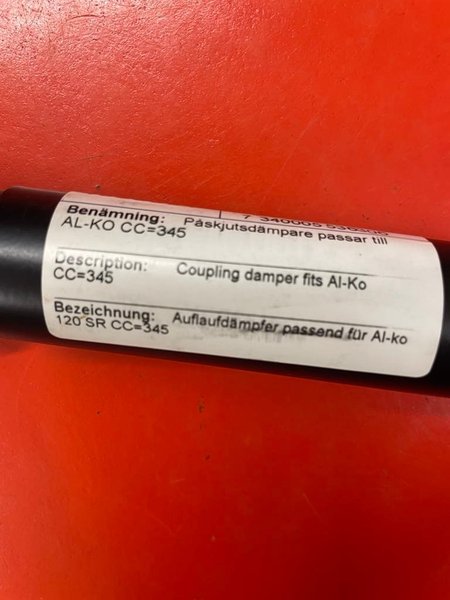 Benämning: Påskjutsdämpare passar till
AL-KO CC=345
Description: Coupling damper fits Al-Ko
CC=345
Bezeichnung: Auflaufdämpfer passend für Al-ko
120 SR CC=345